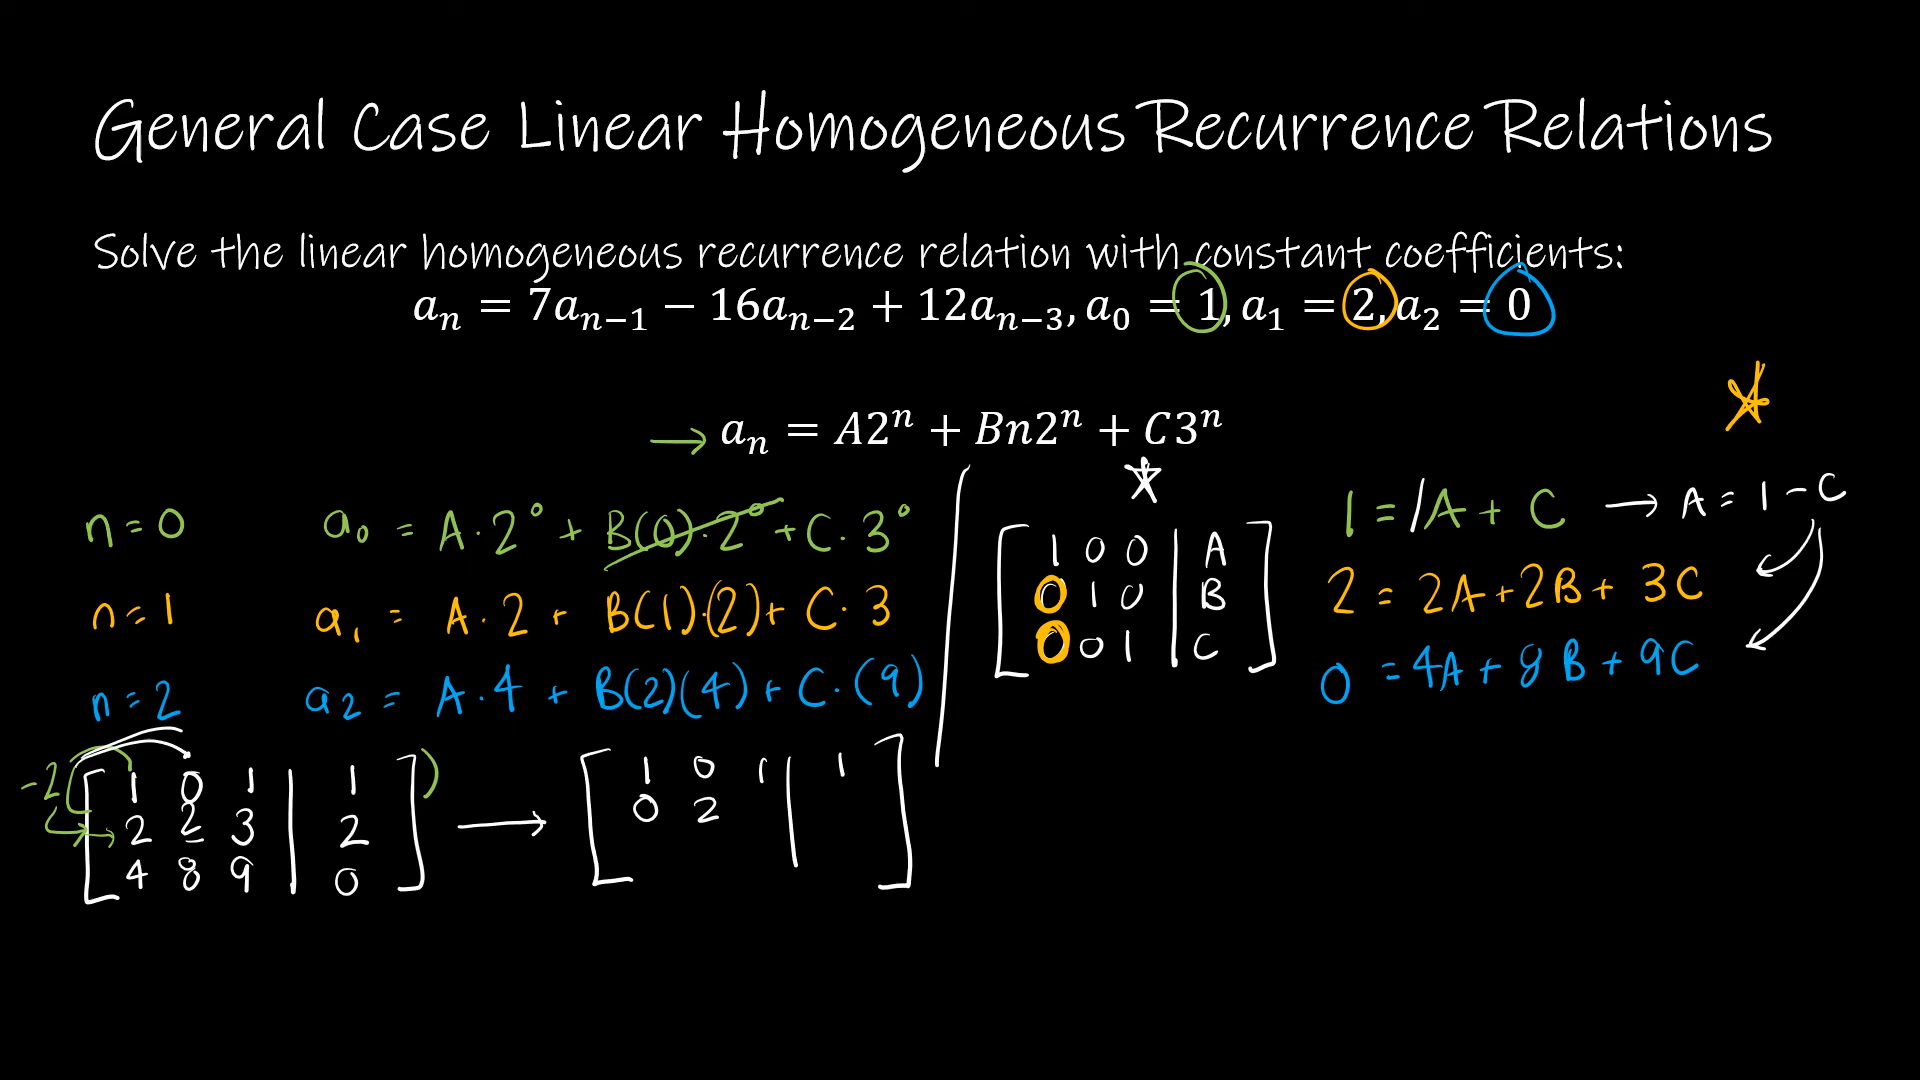 General Case Linear Homogeneous Recurrence Relations
Solve the linear homogeneous recurrence relation with constant coefficients:
aₙ = 7aₙ₋₁ − 16aₙ₋₂ + 12aₙ₋₃, a₀ = 1, a₁ = 2, a₂ = 0
→ aₙ = A2ⁿ + Bn2ⁿ + C3ⁿ
n = 0 a₀ = A·2⁰ + B(0)·2⁰ + C·3⁰
n = 1 a₁ = A·2 + B(1)·(2) + C·3
n = 2 a₂ = A·4 + B(2)(4) + C·(9)
1 0 0 | A
0 1 0 | B
0 0 1 | C
1 = 1A + C → A = 1 − C
2 = 2A + 2B + 3C
0 = 4A + 8B + 9C
-2
1 0 1 | 1
2 2 3 | 2
4 8 9 | 0
→
1 0 1 | 1
0 2